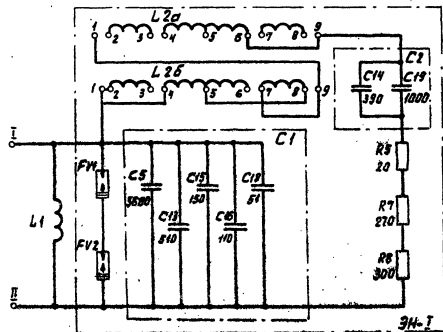 L2а
1 2 3 4 5 6 7 8 9
L2б
1 2 3 4 5 6 7 8 9
C2
C14 390
C19 1000
I
C1
FV1
L1
C5 5600
C13 510
C15 150
C16 110
C18 51
R5 20
R7 270
R8 300
FV2
II
ЭН-I